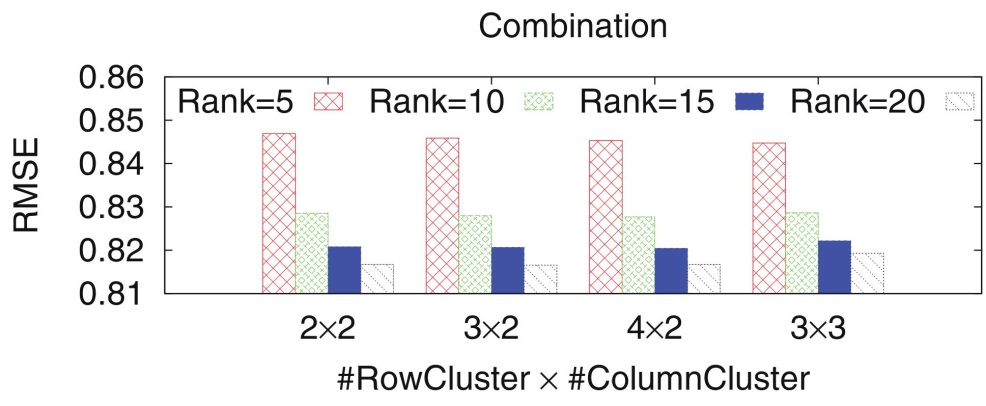 Combination
0.86
0.85
0.84
0.83
0.82
0.81
RMSE
Rank=5 Rank=10 Rank=15 Rank=20
2×2 3×2 4×2 3×3
#RowCluster × #ColumnCluster